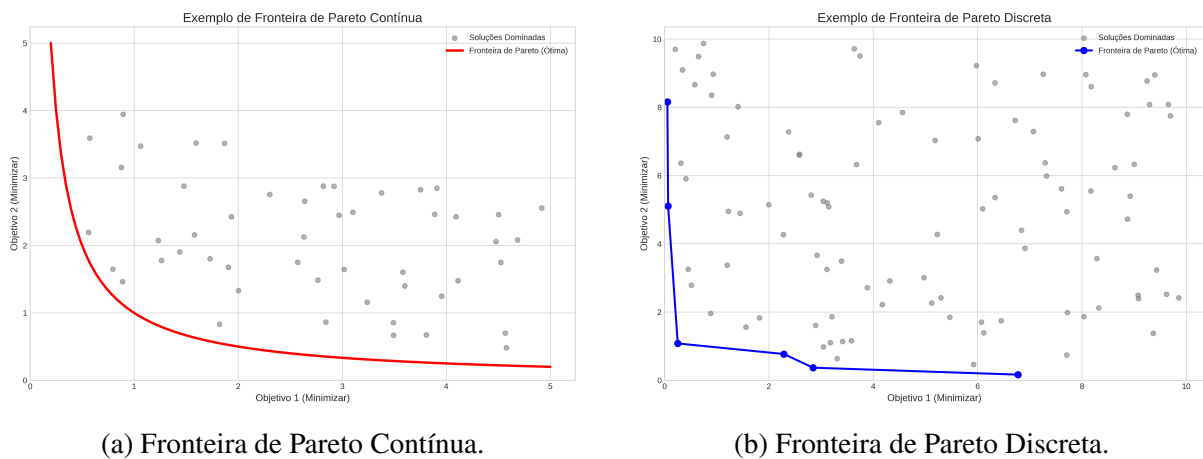 Exemplo de Fronteira de Pareto Contínua
Soluções Dominadas
Fronteira de Pareto (Ótima)
Objetivo 2 (Minimizar)
5
4
3
2
1
0
0 1 2 3 4 5
Objetivo 1 (Minimizar)
(a) Fronteira de Pareto Contínua.
Exemplo de Fronteira de Pareto Discreta
Soluções Dominadas
Fronteira de Pareto (Ótima)
Objetivo 2 (Minimizar)
10
8
6
4
2
0
0 2 4 6 8 10
Objetivo 1 (Minimizar)
(b) Fronteira de Pareto Discreta.